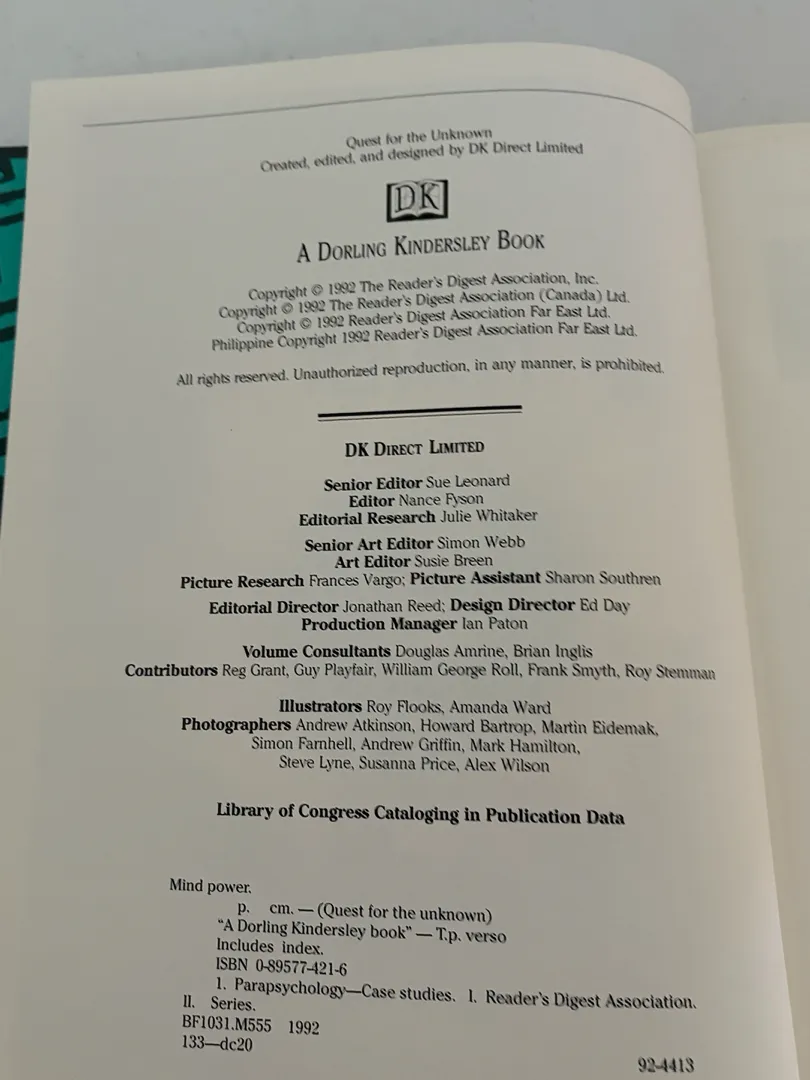 Quest for the Unknown
Created, edited, and designed by DK Direct Limited
DK
A DORLING KINDERSLEY BOOK
Copyright © 1992 The Reader's Digest Association, Inc.
Copyright © 1992 The Reader's Digest Association (Canada) Ltd.
Copyright © 1992 Reader's Digest Association Far East Ltd.
Philippine Copyright 1992 Reader's Digest Association Far East Ltd.
All rights reserved. Unauthorized reproduction, in any manner, is prohibited.
DK DIRECT LIMITED
Senior Editor Sue Leonard
Editor Nance Fyson
Editorial Research Julie Whitaker
Senior Art Editor Simon Webb
Art Editor Susie Breen
Picture Research Frances Vargo; Picture Assistant Sharon Southren
Editorial Director Jonathan Reed; Design Director Ed Day
Production Manager Ian Paton
Volume Consultants Douglas Amrine, Brian Inglis
Contributors Reg Grant, Guy Playfair, William George Roll, Frank Smyth, Roy Stemman
Illustrators Roy Flooks, Amanda Ward
Photographers Andrew Atkinson, Howard Bartrop, Martin Eidemak,
Simon Farnhell, Andrew Griffin, Mark Hamilton,
Steve Lyne, Susanna Price, Alex Wilson
Library of Congress Cataloging in Publication Data
Mind power.
p. cm. — (Quest for the unknown)
"A Dorling Kindersley book" — T.p. verso
Includes index.
ISBN 0-89577-421-6
1. Parapsychology—Case studies. I. Reader's Digest Association.
II. Series.
BF1031.M555 1992
133—dc20
92-4413